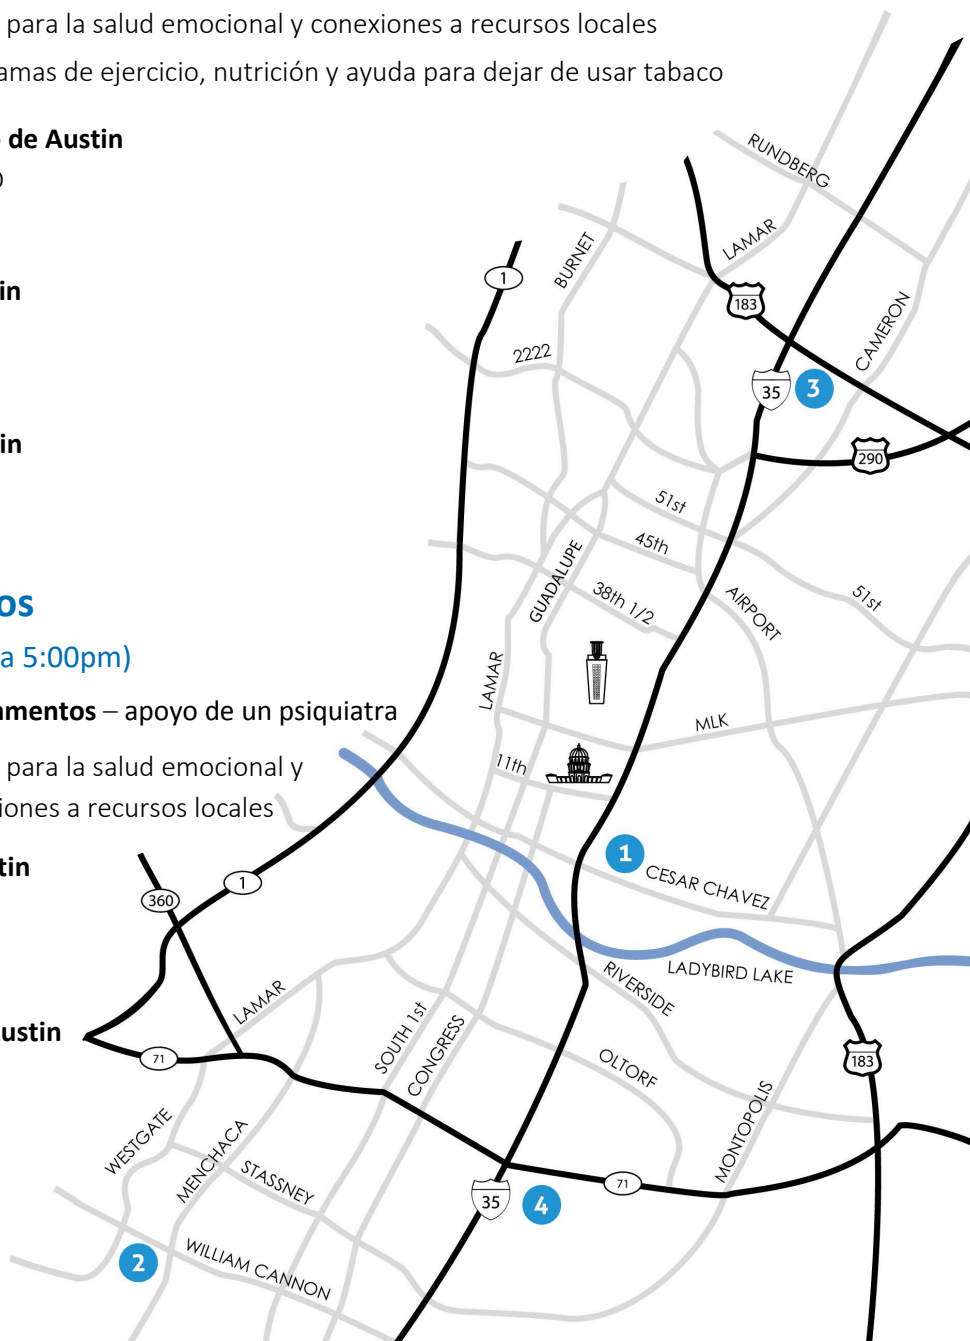 para la salud emocional y conexiones a recursos locales
amas de ejercicio, nutrición y ayuda para dejar de usar tabaco
de Austin
in
in
os
a 5:00pm)
amentos – apoyo de un psiquiatra
para la salud emocional y
iones a recursos locales
tin
ustin
RUNDBERG
LAMAR
BURNET
1
183
CAMERON
2222
35
3
290
51st
45th
GUADALUPE
38th 1/2
AIRPORT
51st
LAMAR
MLK
11th
1
CESAR CHAVEZ
1
360
LADYBIRD LAKE
RIVERSIDE
LAMAR
SOUTH 1st
CONGRESS
71
OLTORF
183
MONTOPOLIS
WESTGATE
MENCHACA
STASSNEY
71
35
4
2
WILLIAM CANNON